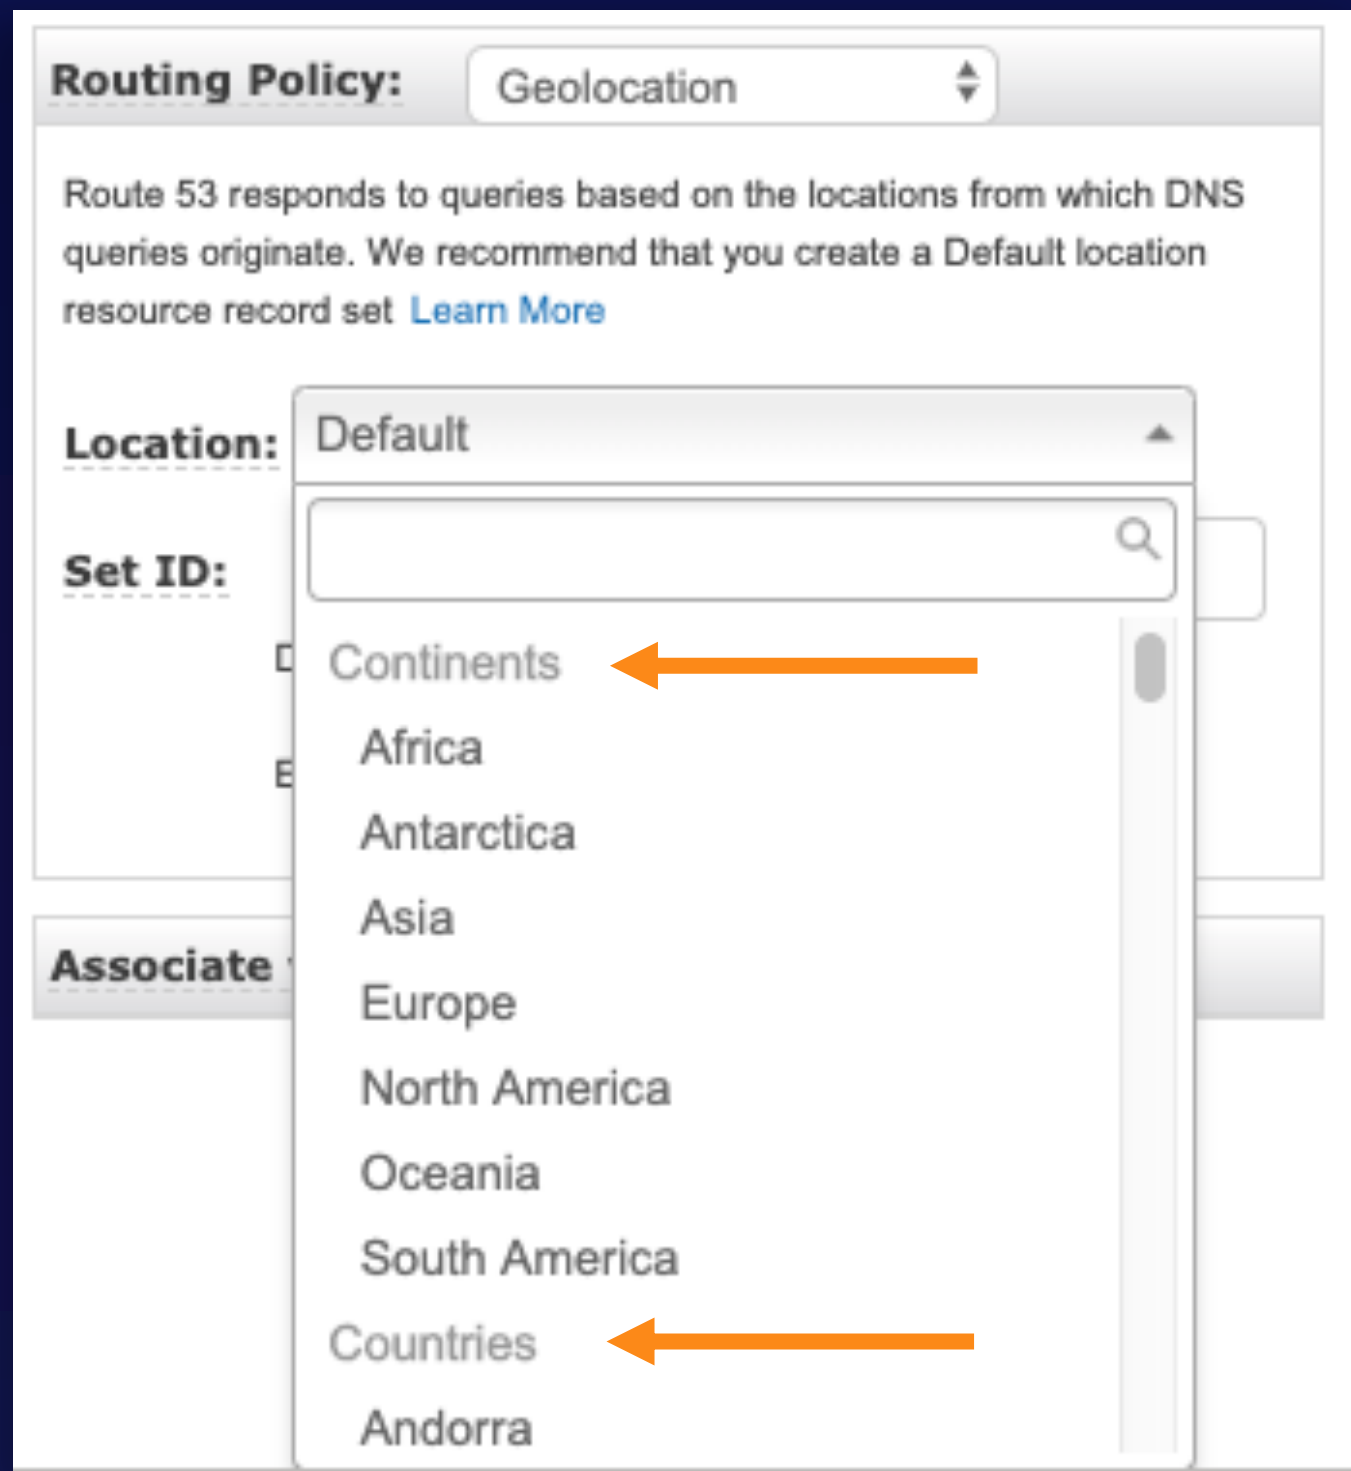 Routing Policy: Geolocation
Route 53 responds to queries based on the locations from which DNS
queries originate. We recommend that you create a Default location
resource record set Learn More
Location: Default
Set ID:
Continents
Africa
Antarctica
Asia
Europe
Associate
North America
Oceania
South America
Countries
Andorra